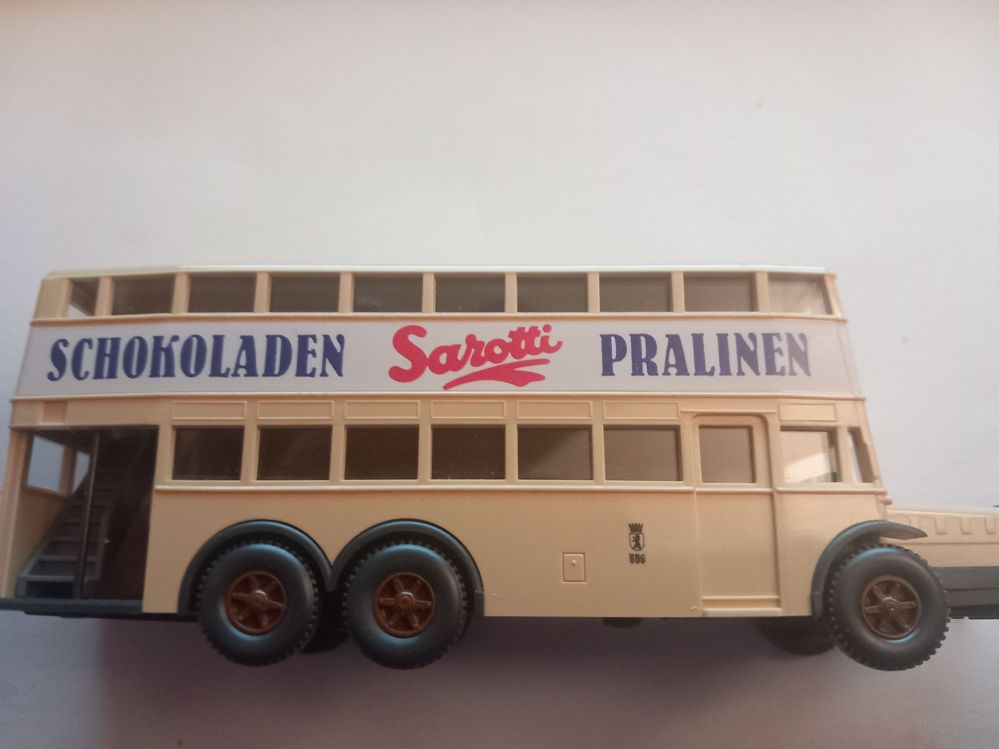 SCHOKOLADEN Sarotti PRALINEN
BVG